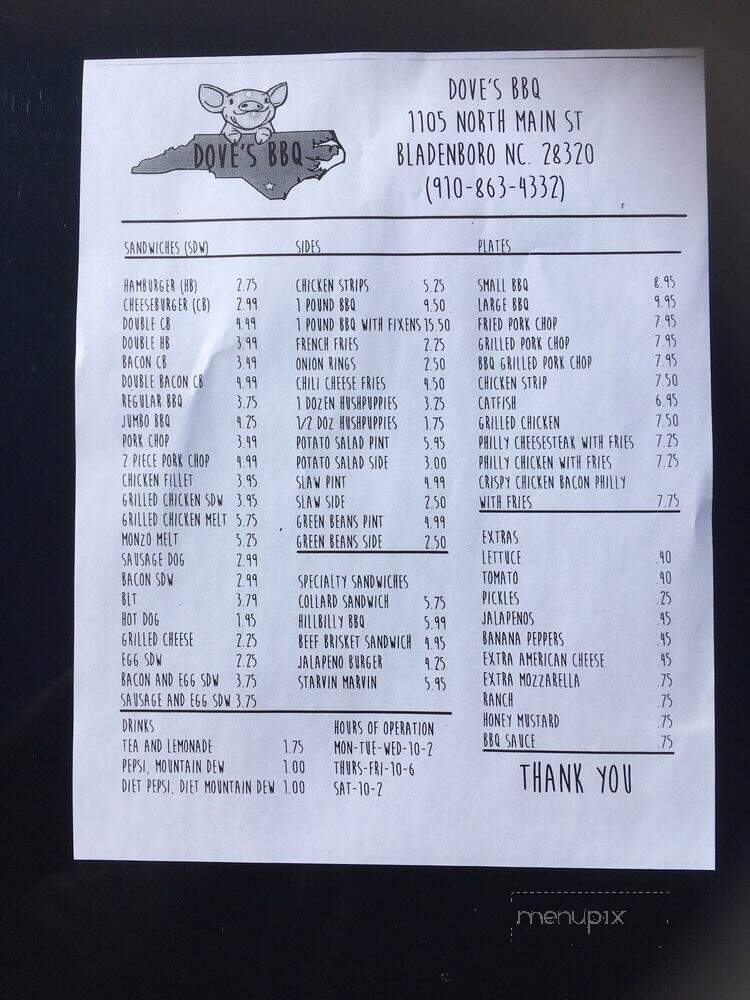 DOVE'S BBQ
DOVE'S BBQ
1105 NORTH MAIN ST
BLADENBORO NC. 28320
(910-863-4332)
SANDWICHES (SDW)
HAMBURGER (HB) 2.75
CHEESEBURGER (CB) 2.99
DOUBLE CB 4.49
DOUBLE HB 3.99
BACON CB 3.49
DOUBLE BACON CB 4.99
REGULAR BBQ 3.75
JUMBO BBQ 4.25
PORK CHOP 3.49
2 PIECE PORK CHOP 4.99
CHICKEN FILLET 3.95
GRILLED CHICKEN SDW 3.95
GRILLED CHICKEN MELT 5.75
MONZO MELT 5.25
SAUSAGE DOG 2.99
BACON SDW 2.99
BLT 3.79
HOT DOG 1.95
GRILLED CHEESE 2.25
EGG SDW 2.25
BACON AND EGG SDW 3.75
SAUSAGE AND EGG SDW 3.75
SIDES
CHICKEN STRIPS 5.25
1 POUND BBQ 9.50
1 POUND BBQ WITH FIXENS 15.50
FRENCH FRIES 2.25
ONION RINGS 2.50
CHILI CHEESE FRIES 4.50
1 DOZEN HUSHPUPPIES 3.25
1/2 DOZ HUSHPUPPIES 1.75
POTATO SALAD PINT 5.95
POTATO SALAD SIDE 3.00
SLAW PINT 4.99
SLAW SIDE 2.50
GREEN BEANS PINT 4.99
GREEN BEANS SIDE 2.50
SPECIALTY SANDWICHES
COLLARD SANDWICH 5.75
HILLBILLY BBQ 5.99
BEEF BRISKET SANDWICH 4.95
JALAPENO BURGER 4.25
STARVIN MARVIN 5.95
PLATES
SMALL BBQ 8.95
LARGE BBQ 9.95
FRIED PORK CHOP 7.95
GRILLED PORK CHOP 7.95
BBQ GRILLED PORK CHOP 7.95
CHICKEN STRIP 7.50
CATFISH 6.95
GRILLED CHICKEN 7.50
PHILLY CHEESESTEAK WITH FRIES 7.25
PHILLY CHICKEN WITH FRIES 7.25
CRISPY CHICKEN BACON PHILLY
WITH FRIES 7.75
EXTRAS
LETTUCE .40
TOMATO .40
PICKLES .25
JALAPENOS .45
BANANA PEPPERS .45
EXTRA AMERICAN CHEESE .45
EXTRA MOZZARELLA .75
RANCH .75
HONEY MUSTARD .75
BBQ SAUCE .75
DRINKS
TEA AND LEMONADE 1.75
PEPSI, MOUNTAIN DEW 1.00
DIET PEPSI, DIET MOUNTAIN DEW 1.00
HOURS OF OPERATION
MON-TUE-WED-10-2
THURS-FRI-10-6
SAT-10-2
THANK YOU
menupix